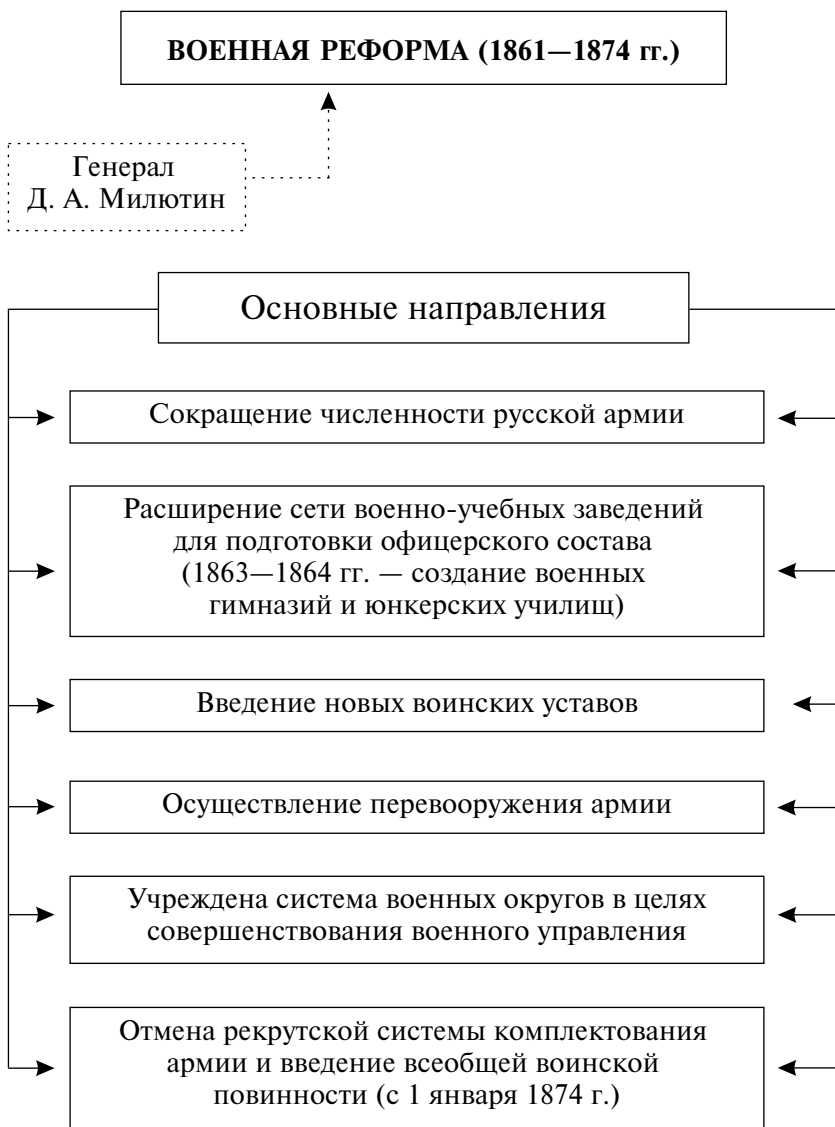 ВОЕННАЯ РЕФОРМА (1861—1874 гг.)
Генерал
Д. А. Милютин
Основные направления
Сокращение численности русской армии
Расширение сети военно-учебных заведений
для подготовки офицерского состава
(1863—1864 гг. — создание военных
гимназий и юнкерских училищ)
Введение новых воинских уставов
Осуществление перевооружения армии
Учреждена система военных округов в целях
совершенствования военного управления
Отмена рекрутской системы комплектования
армии и введение всеобщей воинской
повинности (с 1 января 1874 г.)